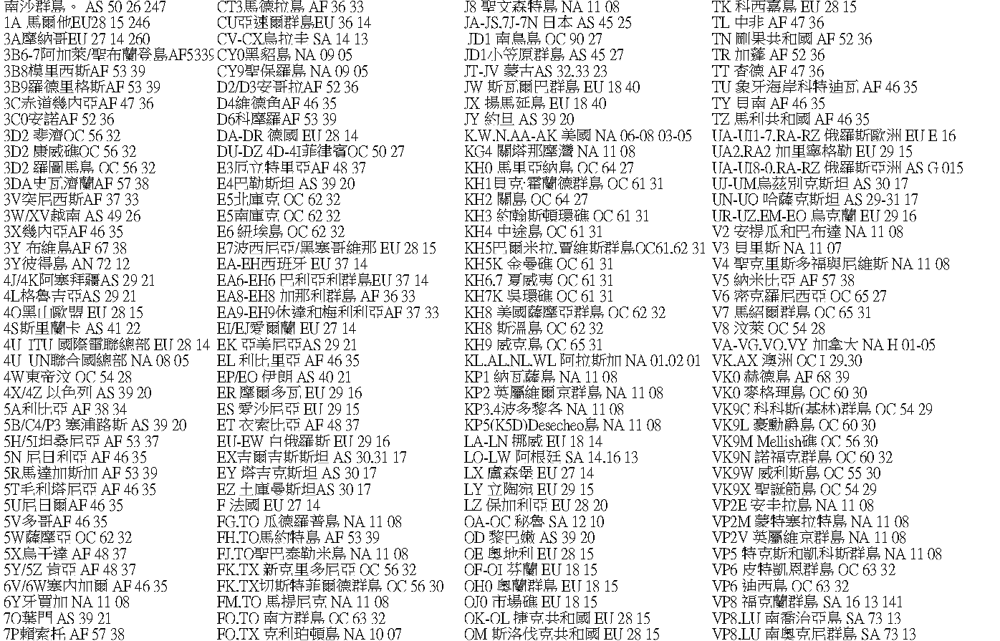 南沙群島。 AS 50 26 247
1A 馬爾他EU28 15 246
3A摩納哥EU 27 14 260
3B6-7阿加萊/聖布蘭登島AF5339
3B8模里西斯AF 53 39
3B9羅德里格斯AF 53 39
3C赤道幾內亞AF 47 36
3C0安諾AF 52 36
3D2 斐濟OC 56 32
3D2 康威礁OC 56 32
3D2 羅圖馬島 OC 56 32
3DA史瓦濟蘭AF 57 38
3V突尼西斯AF 37 33
3W/XV越南 AS 49 26
3X幾內亞AF 46 35
3Y 布維島AF 67 38
3Y彼得島 AN 72 12
4J/4K阿塞拜疆AS 29 21
4L格魯吉亞AS 29 21
4O黑山歐盟 EU 28 15
4S斯里蘭卡 AS 41 22
4U ITU 國際電聯總部 EU 28 14
4U UN聯合國總部 NA 08 05
4W東帝汶 OC 54 28
4X/4Z 以色列 AS 39 20
5A利比亞 AF 38 34
5B/C4/P3 塞浦路斯 AS 39 20
5H/5I坦桑尼亞 AF 53 37
5N 尼日利亞 AF 46 35
5R馬達加斯加 AF 53 39
5T毛利塔尼亞 AF 46 35
5U尼日爾AF 46 35
5V多哥AF 46 35
5W薩摩亞 OC 62 32
5X烏干達 AF 48 37
5Y/5Z 肯亞 AF 48 37
6V/6W塞內加爾 AF 46 35
6Y牙買加 NA 11 08
7O葉門 AS 39 21
7P賴索托 AF 57 38
CT3馬德拉島 AF 36 33
CU亞速爾群島EU 36 14
CV-CX烏拉圭 SA 14 13
CY0黑貂島 NA 09 05
CY9聖保羅島 NA 09 05
D2/D3安哥拉AF 52 36
D4維德角AF 46 35
D6科摩羅AF 53 39
DA-DR 德國 EU 28 14
DU-DZ 4D-4I菲律賓OC 50 27
E3厄立特里亞AF 48 37
E4巴勒斯坦 AS 39 20
E5北庫克 OC 62 32
E5南庫克 OC 62 32
E6 紐埃島 OC 62 32
E7波西尼亞/黑塞哥維那 EU 28 15
EA-EH西班牙 EU 37 14
EA6-EH6 巴利亞利群島EU 37 14
EA8-EH8 加那利群島 AF 36 33
EA9-EH9休達和梅利利亞AF 37 33
EI/EJ愛爾蘭 EU 27 14
EK 亞美尼亞AS 29 21
EL 利比里亞 AF 46 35
EP/EO 伊朗 AS 40 21
ER 摩爾多瓦 EU 29 16
ES 愛沙尼亞 EU 29 15
ET 衣索比亞 AF 48 37
EU-EW 白俄羅斯 EU 29 16
EX吉爾吉斯斯坦 AS 30.31 17
EY 塔吉克斯坦 AS 30 17
EZ 土庫曼斯坦AS 30 17
F 法國 EU 27 14
FG.TO 瓜德羅普島 NA 11 08
FH.TO馬約特島 AF 53 39
FJ.TO聖巴泰勒米島 NA 11 08
FK.TX 新克里多尼亞 OC 56 32
FK.TX切斯特菲爾德群島 OC 56 30
FM.TO 馬提尼克 NA 11 08
FO.TO 南方群島 OC 63 32
FO.TX 克利珀頓島 NA 10 07
J8 聖文森特島 NA 11 08
JA-JS.7J-7N 日本 AS 45 25
JD1 南鳥島 OC 90 27
JD1小笠原群島 AS 45 27
JT-JV 蒙古AS 32.33 23
JW 斯瓦爾巴群島 EU 18 40
JX 揚馬延島 EU 18 40
JY 約旦 AS 39 20
K.W.N.AA-AK 美國 NA 06-08 03-05
KG4 關塔那摩灣 NA 11 08
KH0 馬里亞納島 OC 64 27
KH1貝克·霍蘭德群島 OC 61 31
KH2 關島 OC 64 27
KH3 約翰斯頓環礁 OC 61 31
KH4 中途島 OC 61 31
KH5巴爾米拉.賈維斯群島OC61.62 31
KH5K 金曼礁 OC 61 31
KH6.7 夏威夷 OC 61 31
KH7K 吳環礁 OC 61 31
KH8 美國薩摩亞群島 OC 62 32
KH8 斯溫島 OC 62 32
KH9 威克島 OC 65 31
KL.AL.NL.WL 阿拉斯加 NA 01.02 01
KP1 納瓦薩島 NA 11 08
KP2 英屬維爾京群島 NA 11 08
KP3.4波多黎各 NA 11 08
KP5(K5D)Desecheo島 NA 11 08
LA-LN 挪威 EU 18 14
LO-LW 阿根廷 SA 14.16 13
LX 盧森堡 EU 27 14
LY 立陶宛 EU 29 15
LZ 保加利亞 EU 28 20
OA-OC 秘魯 SA 12 10
OD 黎巴嫩 AS 39 20
OE 奧地利 EU 28 15
OF-OI 芬蘭 EU 18 15
OH0 奧蘭群島 EU 18 15
OJ0 市場礁 EU 18 15
OK-OL 捷克共和國 EU 28 15
OM 斯洛伐克共和國 EU 28 15
TK 科西嘉島 EU 28 15
TL 中非 AF 47 36
TN 剛果共和國 AF 52 36
TR 加蓬 AF 52 36
TT 查德 AF 47 36
TU 象牙海岸科特迪瓦 AF 46 35
TY 貝南 AF 46 35
TZ 馬利共和國 AF 46 35
UA-UI1-7.RA-RZ 俄羅斯歐洲 EU E 16
UA2.RA2 加里寧格勒 EU 29 15
UA-UI8-0.RA-RZ 俄羅斯亞洲 AS G 015
UJ-UM烏茲別克斯坦 AS 30 17
UN-UO 哈薩克斯坦 AS 29-31 17
UR-UZ.EM-EO 烏克蘭 EU 29 16
V2 安提瓜和巴布達 NA 11 08
V3 貝里斯 NA 11 07
V4 聖克里斯多福與尼維斯 NA 11 08
V5 納米比亞 AF 57 38
V6 密克羅尼西亞 OC 65 27
V7 馬紹爾群島 OC 65 31
V8 汶萊 OC 54 28
VA-VG.VO.VY 加拿大 NA H 01-05
VK.AX 澳洲 OC I 29.30
VK0 赫德島 AF 68 39
VK0 麥格理島 OC 60 30
VK9C 科科斯(基林)群島 OC 54 29
VK9L 豪勳爵島 OC 60 30
VK9M Mellish礁 OC 56 30
VK9N 諾福克群島 OC 60 32
VK9W 威利斯島 OC 55 30
VK9X 聖誕節島 OC 54 29
VP2E 安圭拉島 NA 11 08
VP2M 蒙特塞拉特島 NA 11 08
VP2V 英屬維京群島 NA 11 08
VP5 特克斯和凱科斯群島 NA 11 08
VP6 皮特凱恩群島 OC 63 32
VP6 迪西島 OC 63 32
VP8 福克蘭群島 SA 16 13 141
VP8.LU 南喬治亞島 SA 73 13
VP8.LU 南奧克尼群島 SA 73 13